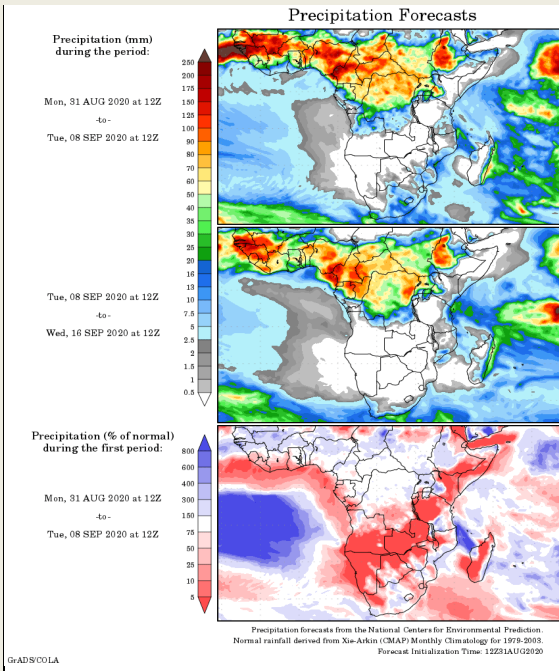 Precipitation Forecasts
Precipitation (mm)
during the period:
Mon, 31 AUG 2020 at 12Z
-to-
Tue, 08 SEP 2020 at 12Z
250
200
175
150
125
100
90
80
70
60
50
40
35
30
25
20
16
13
10
7.5
5
2.5
2
1.5
1
0.5
Tue, 08 SEP 2020 at 12Z
-to-
Wed, 16 SEP 2020 at 12Z
Precipitation (% of normal)
during the first period:
Mon, 31 AUG 2020 at 12Z
-to-
Tue, 08 SEP 2020 at 12Z
800
600
400
300
150
75
50
25
10
5
Precipitation forecasts from the National Centers for Environmental Prediction.
Normal rainfall derived from Xie-Arkin (CMAP) Monthly Climatology for 1979-2003.
Forecast Initialization Time: 12Z31AUG2020
GrADS/COLA